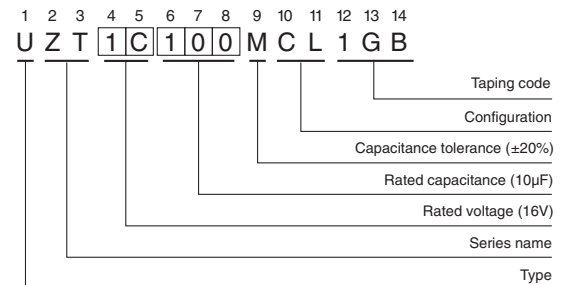 1 2 3 4 5 6 7 8 9 10 11 12 13 14
U Z T 1 C 1 0 0 M C L 1 G B
Taping code
Configuration
Capacitance tolerance (±20%)
Rated capacitance (10µF)
Rated voltage (16V)
Series name
Type